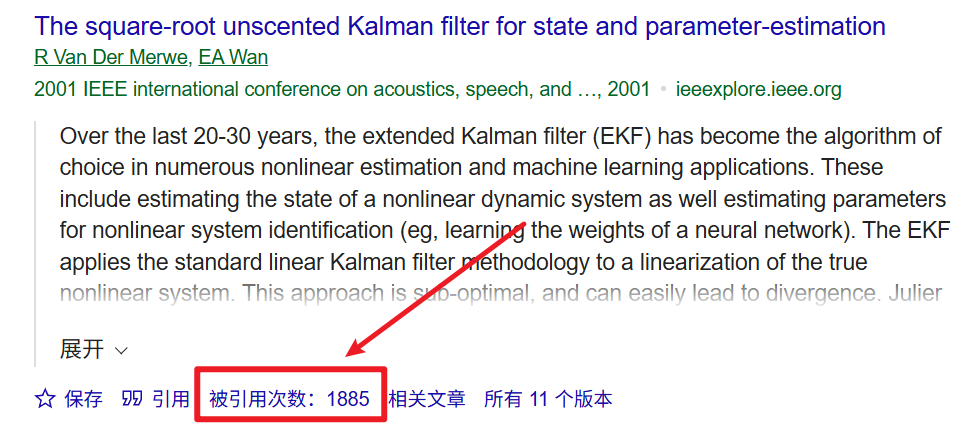 The square-root unscented Kalman filter for state and parameter-estimation
R Van Der Merwe, EA Wan
2001 IEEE international conference on acoustics, speech, and …, 2001 • ieeexplore.ieee.org
Over the last 20-30 years, the extended Kalman filter (EKF) has become the algorithm of
choice in numerous nonlinear estimation and machine learning applications. These
include estimating the state of a nonlinear dynamic system as well estimating parameters
for nonlinear system identification (eg, learning the weights of a neural network). The EKF
applies the standard linear Kalman filter methodology to a linearization of the true
nonlinear system. This approach is sub-optimal, and can easily lead to divergence. Julier
展开
保存 引用 被引用次数：1885 相关文章 所有 11 个版本